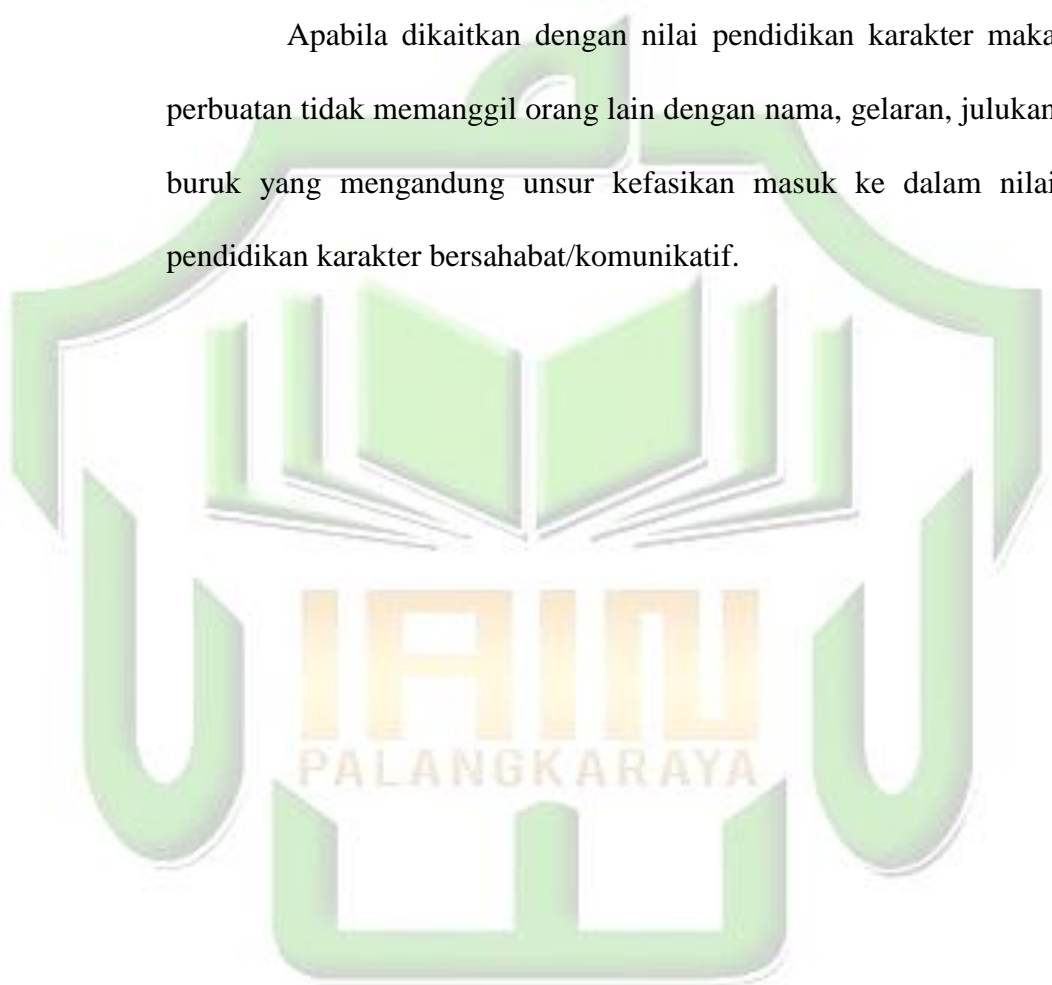 Apabila dikaitkan dengan nilai pendidikan karakter maka
perbuatan tidak memanggil orang lain dengan nama, gelaran, julukan
buruk yang mengandung unsur kefasikan masuk ke dalam nilai
pendidikan karakter bersahabat/komunikatif.
IAIN
PALANGKARAYA